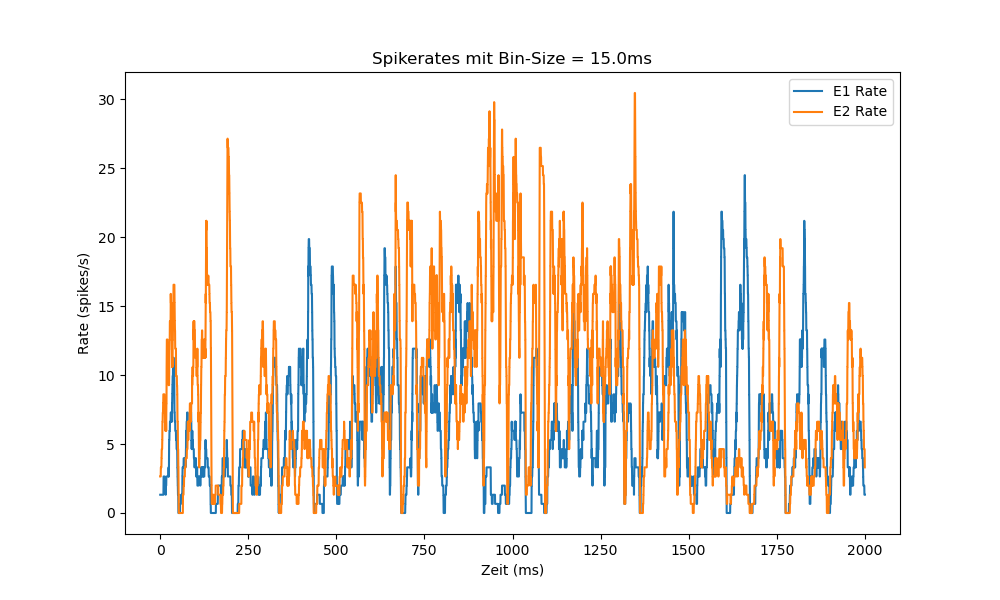 Spikerates mit Bin-Size = 15.0ms
E1 Rate
E2 Rate
Rate (spikes/s)
30
25
20
15
10
5
0
0 250 500 750 1000 1250 1500 1750 2000
Zeit (ms)